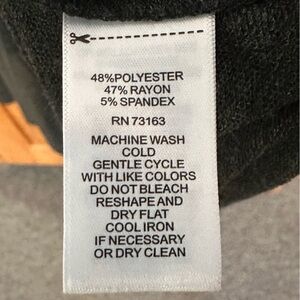 48%POLYESTER
47% RAYON
5% SPANDEX
RN 73163
MACHINE WASH
COLD
GENTLE CYCLE
WITH LIKE COLORS
DO NOT BLEACH
RESHAPE AND
DRY FLAT
COOL IRON
IF NECESSARY
OR DRY CLEAN